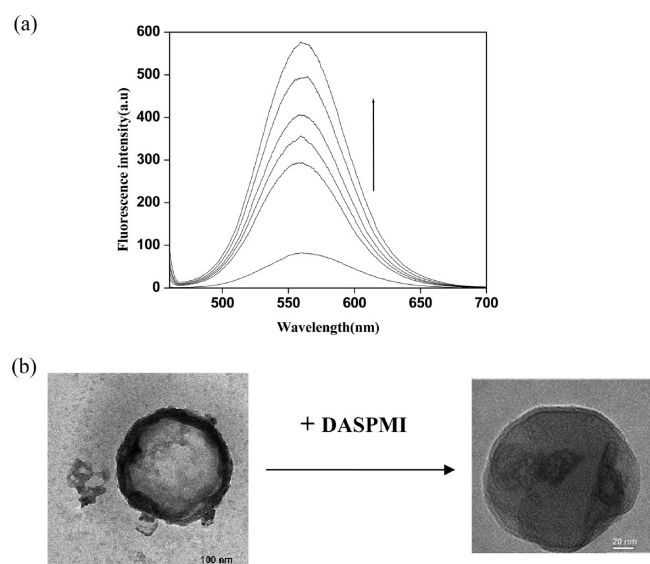 (a)
600
500
400
300
200
100
0
Fluorescence intensity(a.u)
500 550 600 650 700
Wavelength(nm)
(b)
+ DASPMI
100 nm
20 nm